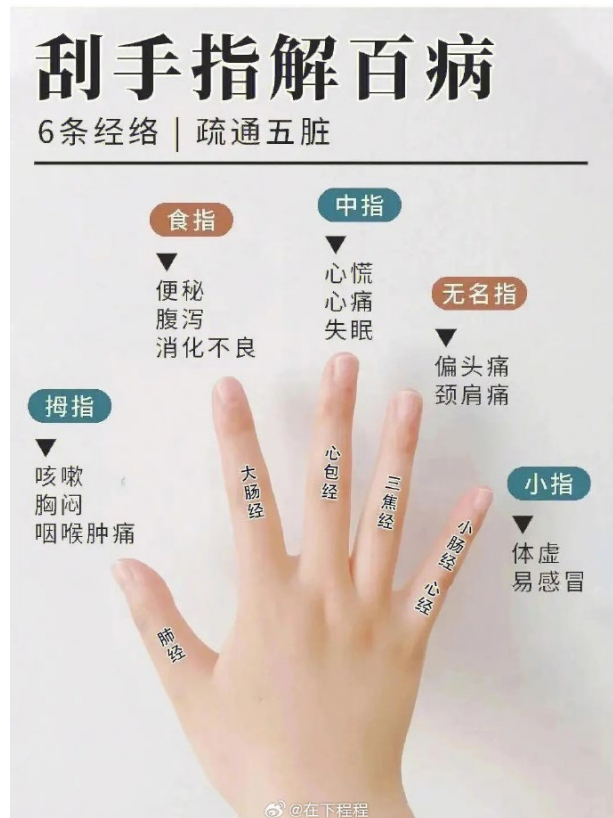 刮手指解百病
6条经络|疏通五脏
食指
便秘
腹泻
消化不良
中指
心慌
心痛
失眠
无名指
偏头痛
颈肩痛
拇指
咳嗽
胸闷
咽喉肿痛
小指
体虚
易感冒
肺经
大肠经
心包经
三焦经
小肠经 心经
@在下程程